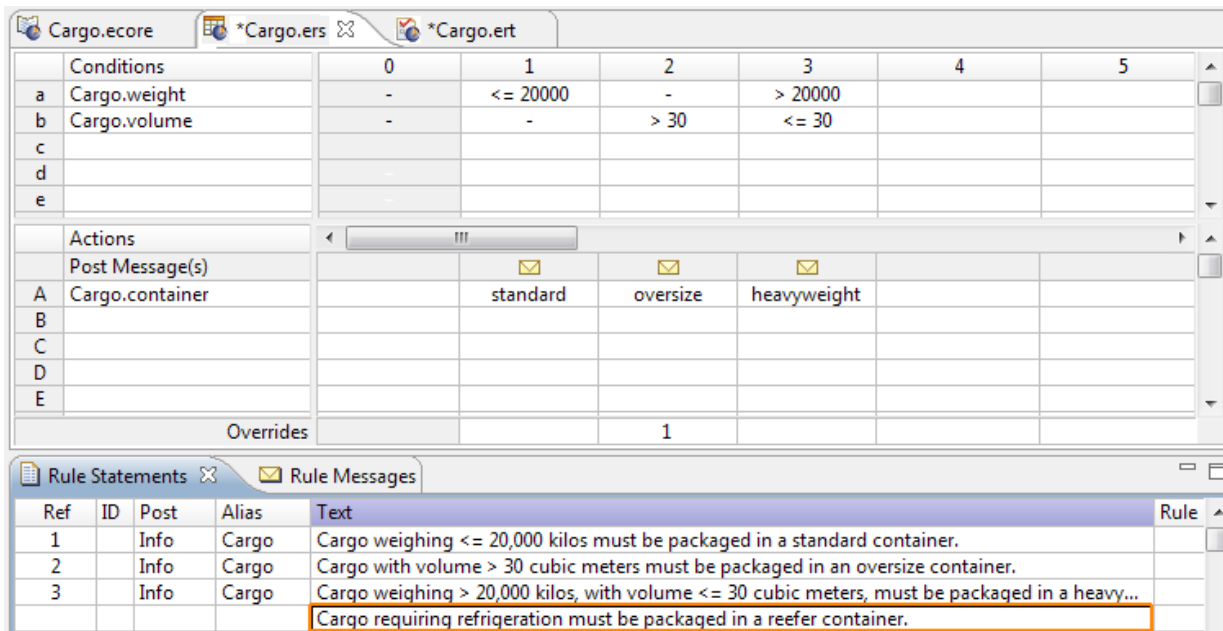 Cargo.ecore *Cargo.ers *Cargo.ert
Conditions 0 1 2 3 4 5
a Cargo.weight - <= 20000 - > 20000
b Cargo.volume - - > 30 <= 30
c
d -
e -
Actions
Post Message(s)
A Cargo.container standard oversize heavyweight
B
C
D
E
Overrides 1
Rule Statements Rule Messages
Ref ID Post Alias Text Rule
1 Info Cargo Cargo weighing <= 20,000 kilos must be packaged in a standard container.
2 Info Cargo Cargo with volume > 30 cubic meters must be packaged in an oversize container.
3 Info Cargo Cargo weighing > 20,000 kilos, with volume <= 30 cubic meters, must be packaged in a heavy...
Cargo requiring refrigeration must be packaged in a reefer container.